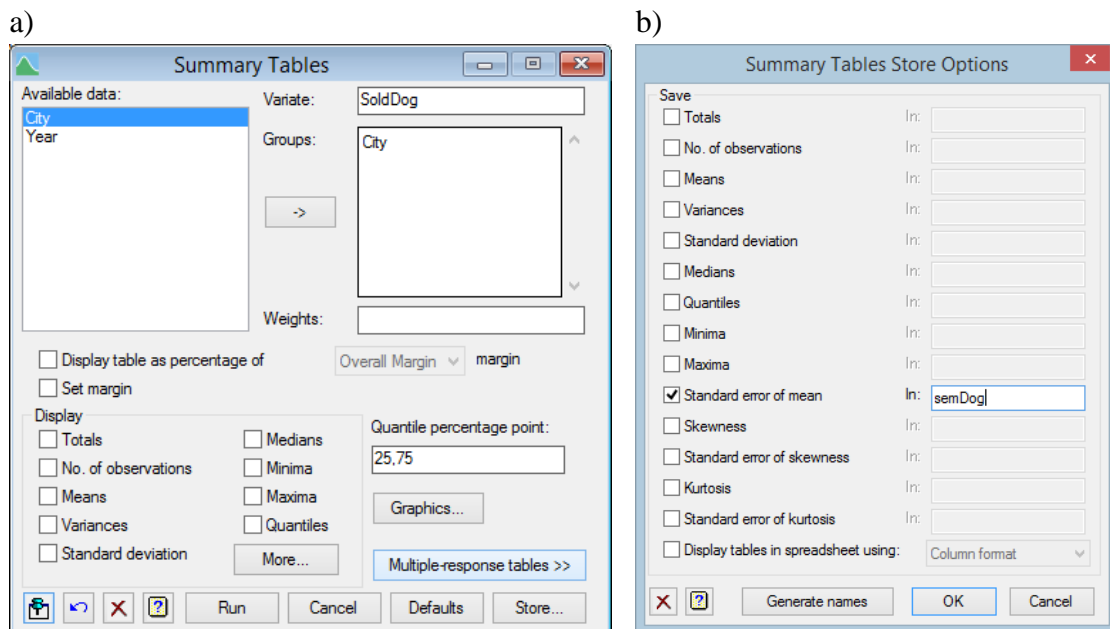 a)
Summary Tables
Available data:
City
Year
Variate: SoldDog
Groups: City
->
Weights:
Display table as percentage of Overall Margin margin
Set margin
Display
Totals Medians
No. of observations Minima
Means Maxima
Variances Quantiles
Standard deviation More...
Quantile percentage point:
25,75
Graphics...
Multiple-response tables >>
Run Cancel Defaults Store...
b)
Summary Tables Store Options
Save
Totals In:
No. of observations In:
Means In:
Variances In:
Standard deviation In:
Medians In:
Quantiles In:
Minima In:
Maxima In:
Standard error of mean In: semDog
Skewness In:
Standard error of skewness In:
Kurtosis In:
Standard error of kurtosis In:
Display tables in spreadsheet using: Column format
Generate names OK Cancel